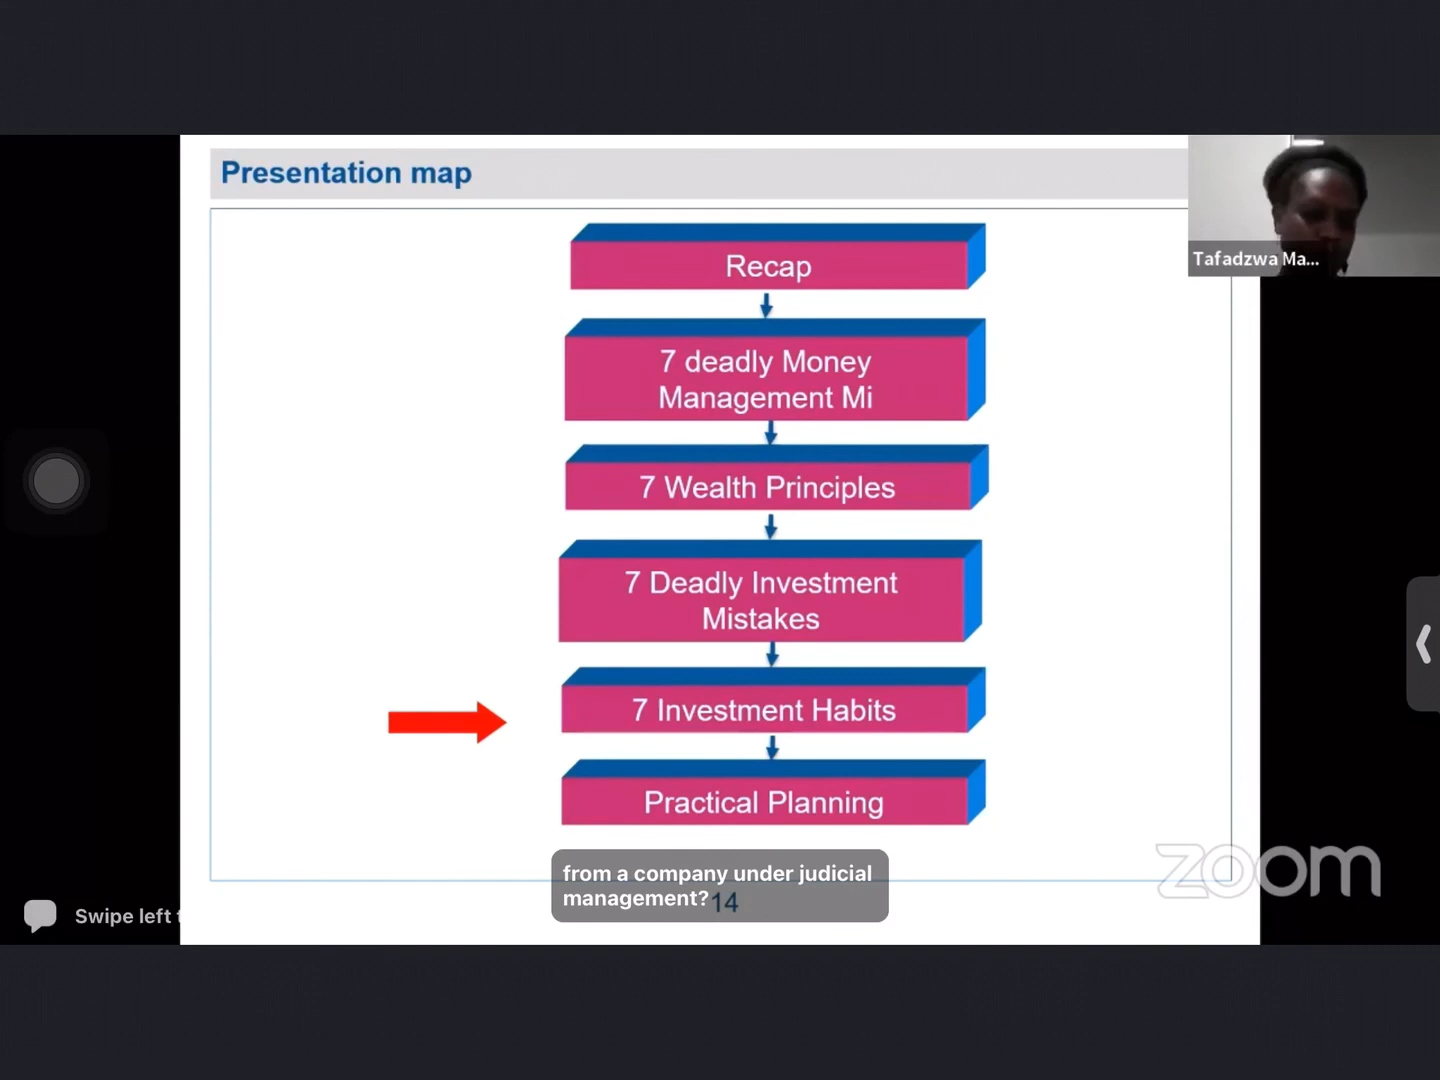 Presentation map
Tafadzwa Ma...
Recap
7 deadly Money
Management Mi
7 Wealth Principles
7 Deadly Investment
Mistakes
7 Investment Habits
Practical Planning
from a company under judicial
management?
14
zoom
Swipe left t